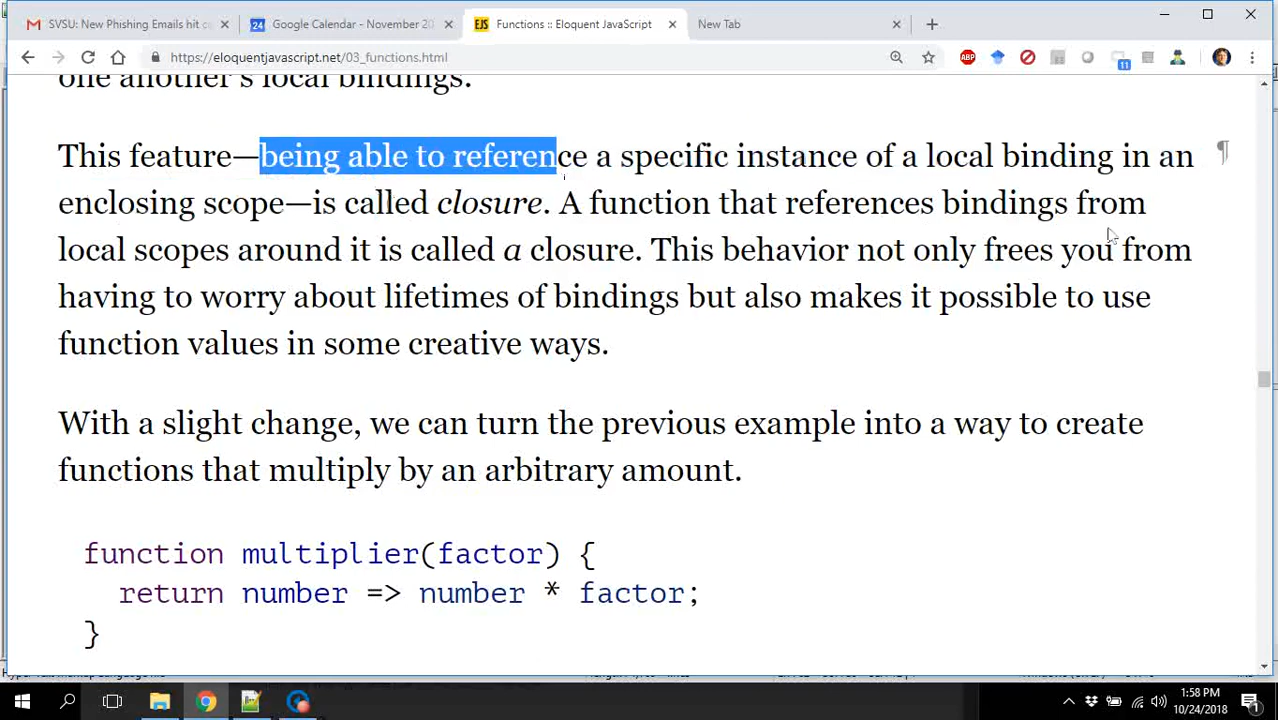 SVSU: New Phishing Emails hit c
24 Google Calendar - November 20
EJS Functions :: Eloquent JavaScript
New Tab
https://eloquentjavascript.net/03_functions.html
ABP
11
one another's local bindings.
This feature—being able to reference a specific instance of a local binding in an ¶
enclosing scope—is called closure. A function that references bindings from
local scopes around it is called a closure. This behavior not only frees you from
having to worry about lifetimes of bindings but also makes it possible to use
function values in some creative ways.
With a slight change, we can turn the previous example into a way to create
functions that multiply by an arbitrary amount.
function multiplier(factor) {
return number => number * factor;
}
1:58 PM
10/24/2018
1